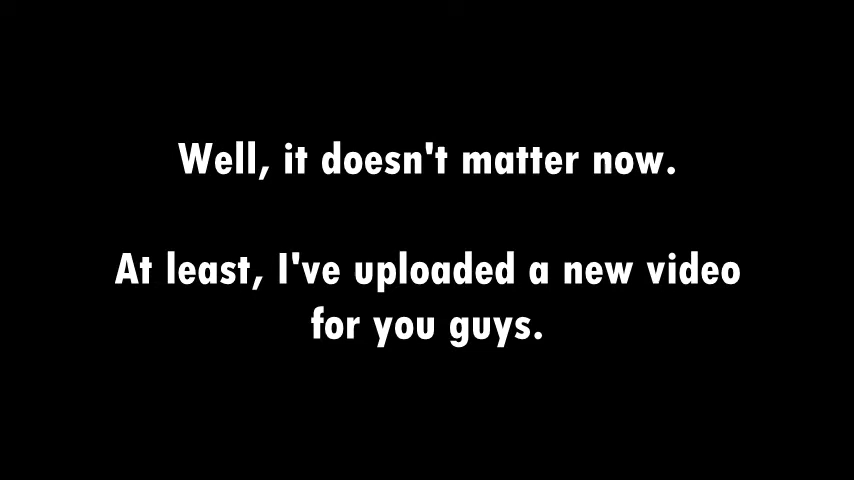 Well, it doesn't matter now.
At least, I've uploaded a new video
for you guys.